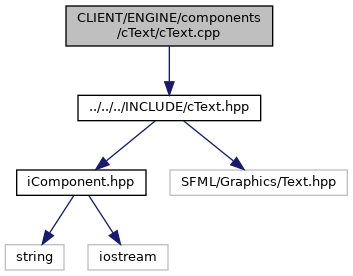 CLIENT/ENGINE/components
/cText/cText.cpp
../../../INCLUDE/cText.hpp
iComponent.hpp
SFML/Graphics/Text.hpp
string
iostream